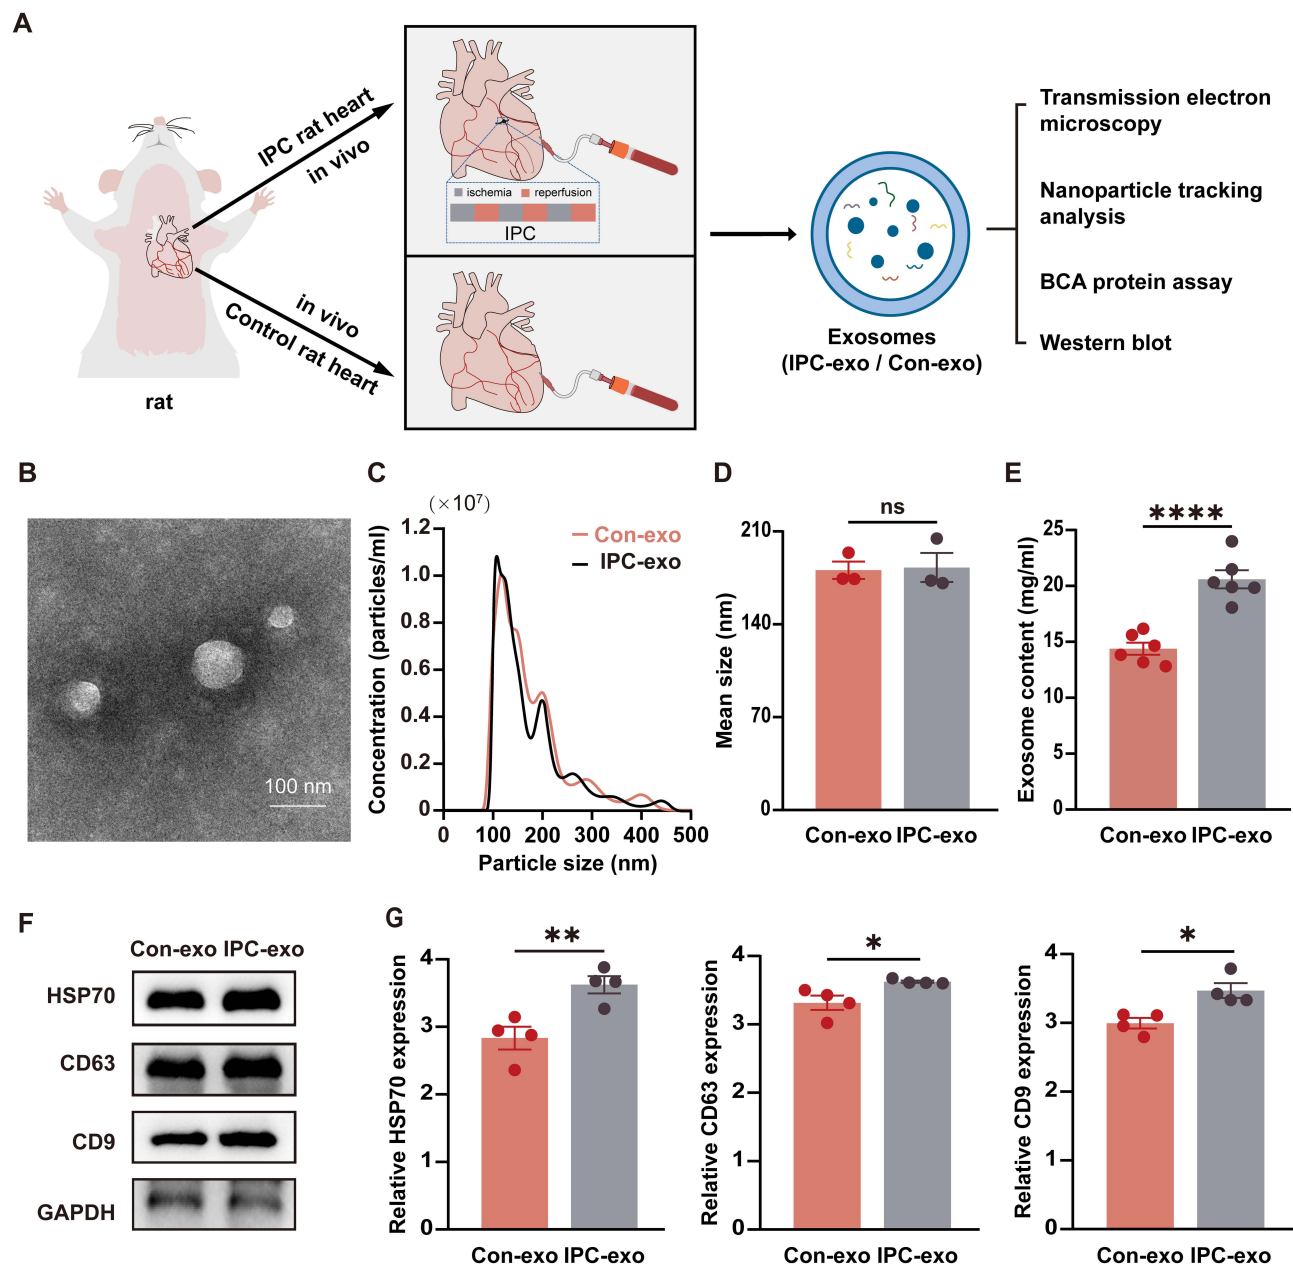 A
rat
IPC rat heart
in vivo
in vivo
Control rat heart
ischemia reperfusion
IPC
Exosomes
(IPC-exo / Con-exo)
Transmission electron
microscopy
Nanoparticle tracking
analysis
BCA protein assay
Western blot
B
100 nm
C
(×10⁷)
Concentration (particles/ml)
1.2
1.0
0.8
0.6
0.4
0.2
0
0 100 200 300 400 500
Particle size (nm)
Con-exo
IPC-exo
D
ns
Mean size (nm)
210
140
70
0
Con-exo IPC-exo
E
****
Exosome content (mg/ml)
25
20
15
10
5
0
Con-exo IPC-exo
F
Con-exo IPC-exo
HSP70
CD63
CD9
GAPDH
G
**
Relative HSP70 expression
4
3
2
1
0
Con-exo IPC-exo
*
Relative CD63 expression
4
3
2
1
0
Con-exo IPC-exo
*
Relative CD9 expression
4
3
2
1
0
Con-exo IPC-exo